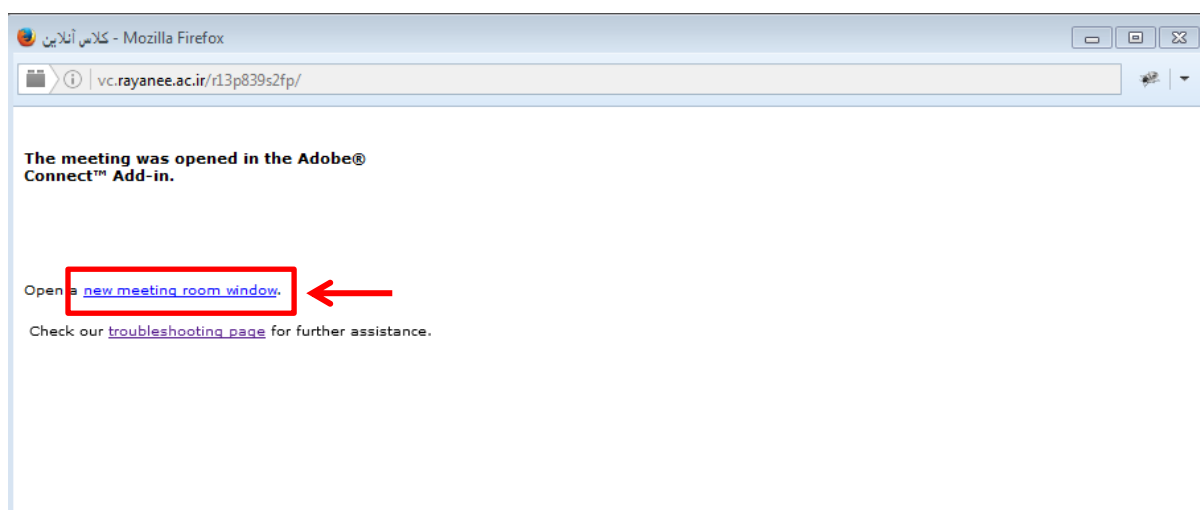 کلاس آنلاین - Mozilla Firefox
vc.rayanee.ac.ir/r13p839s2fp/
The meeting was opened in the Adobe®
Connect™ Add-in.
Open a new meeting room window.
Check our troubleshooting page for further assistance.